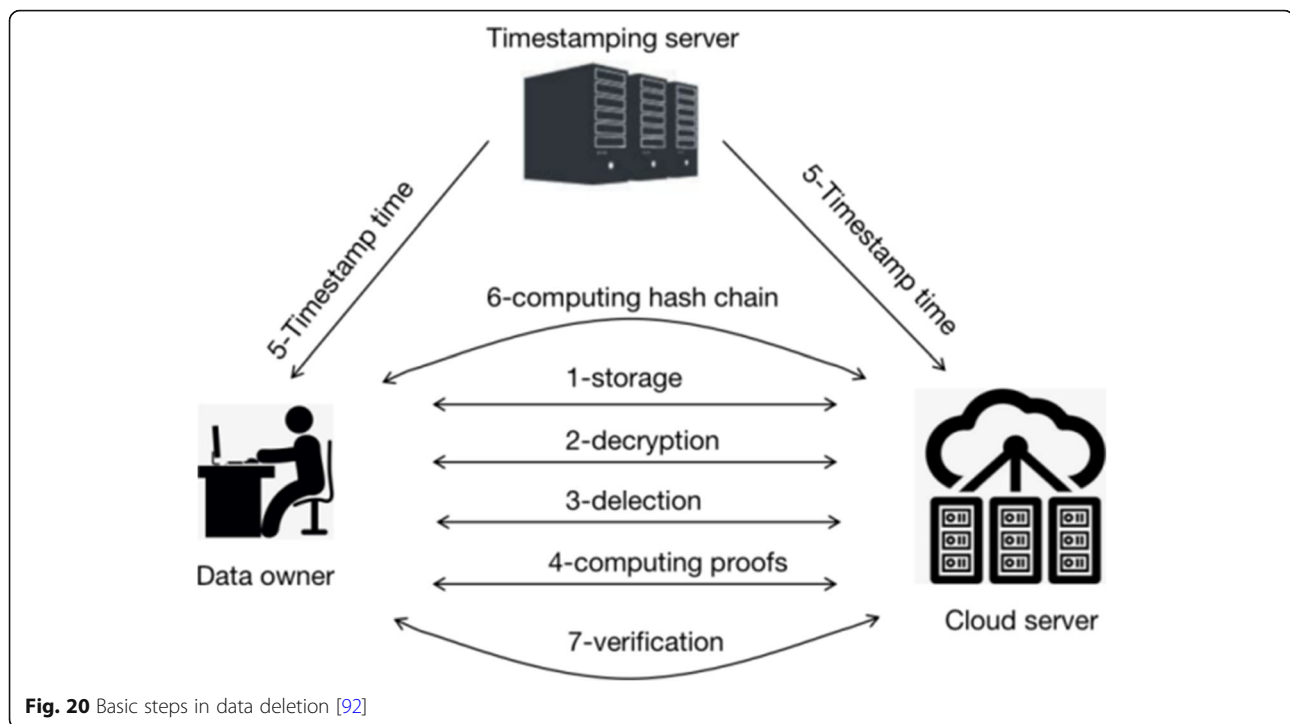 Timestamping server
5-Timestamp time
5-Timestamp time
6-computing hash chain
1-storage
2-decryption
3-delection
4-computing proofs
7-verification
Data owner
Cloud server
Fig. 20 Basic steps in data deletion [92]